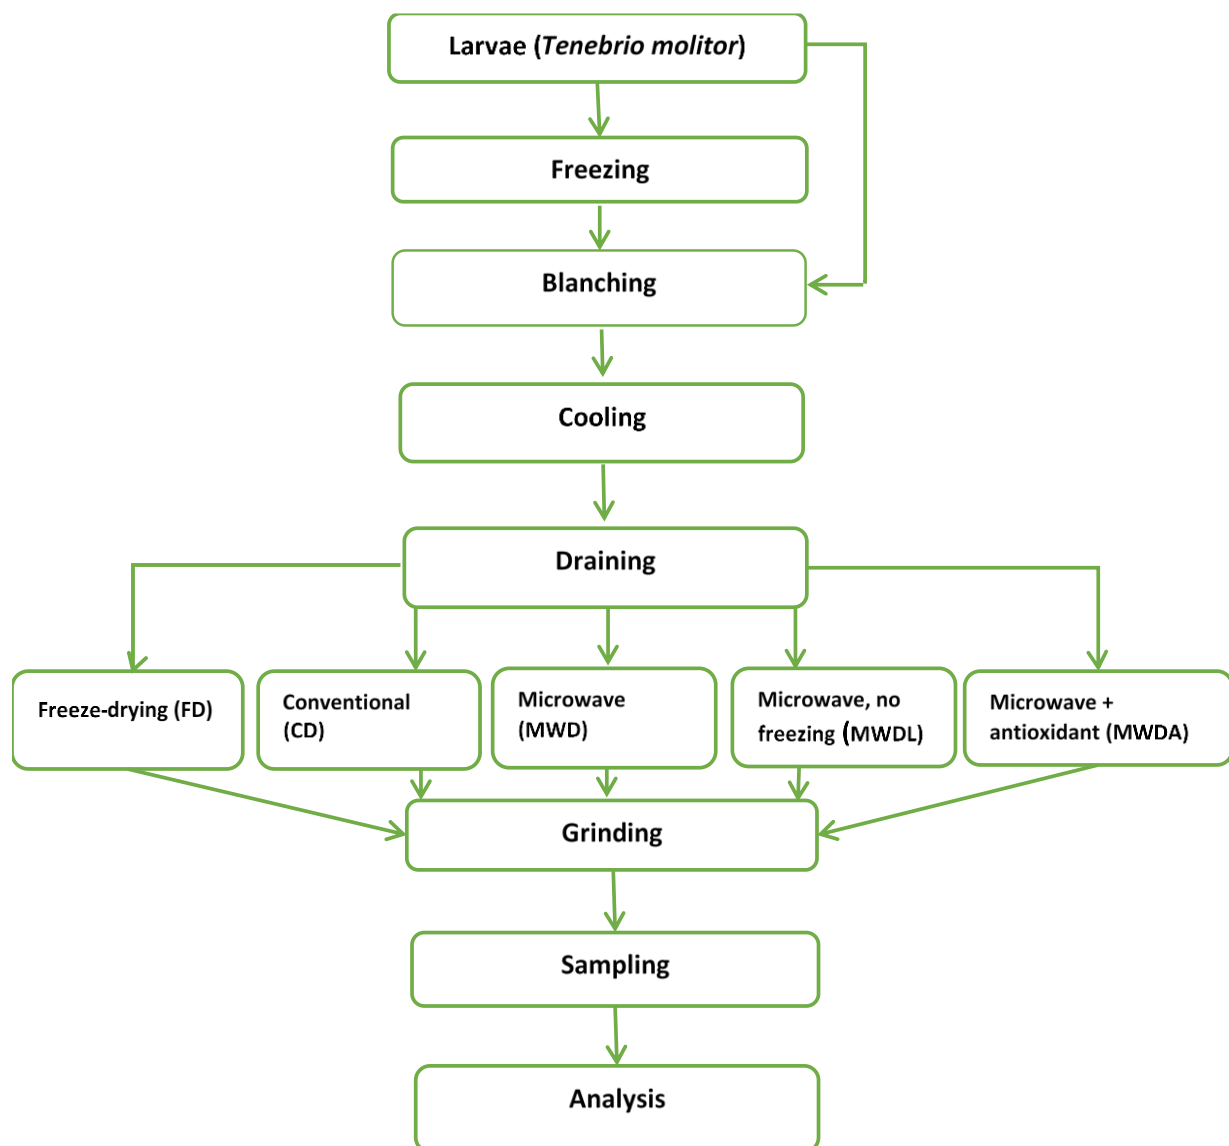 Larvae (Tenebrio molitor)
Freezing
Blanching
Cooling
Draining
Freeze-drying (FD)
Conventional
(CD)
Microwave
(MWD)
Microwave, no
freezing (MWDL)
Microwave +
antioxidant (MWDA)
Grinding
Sampling
Analysis